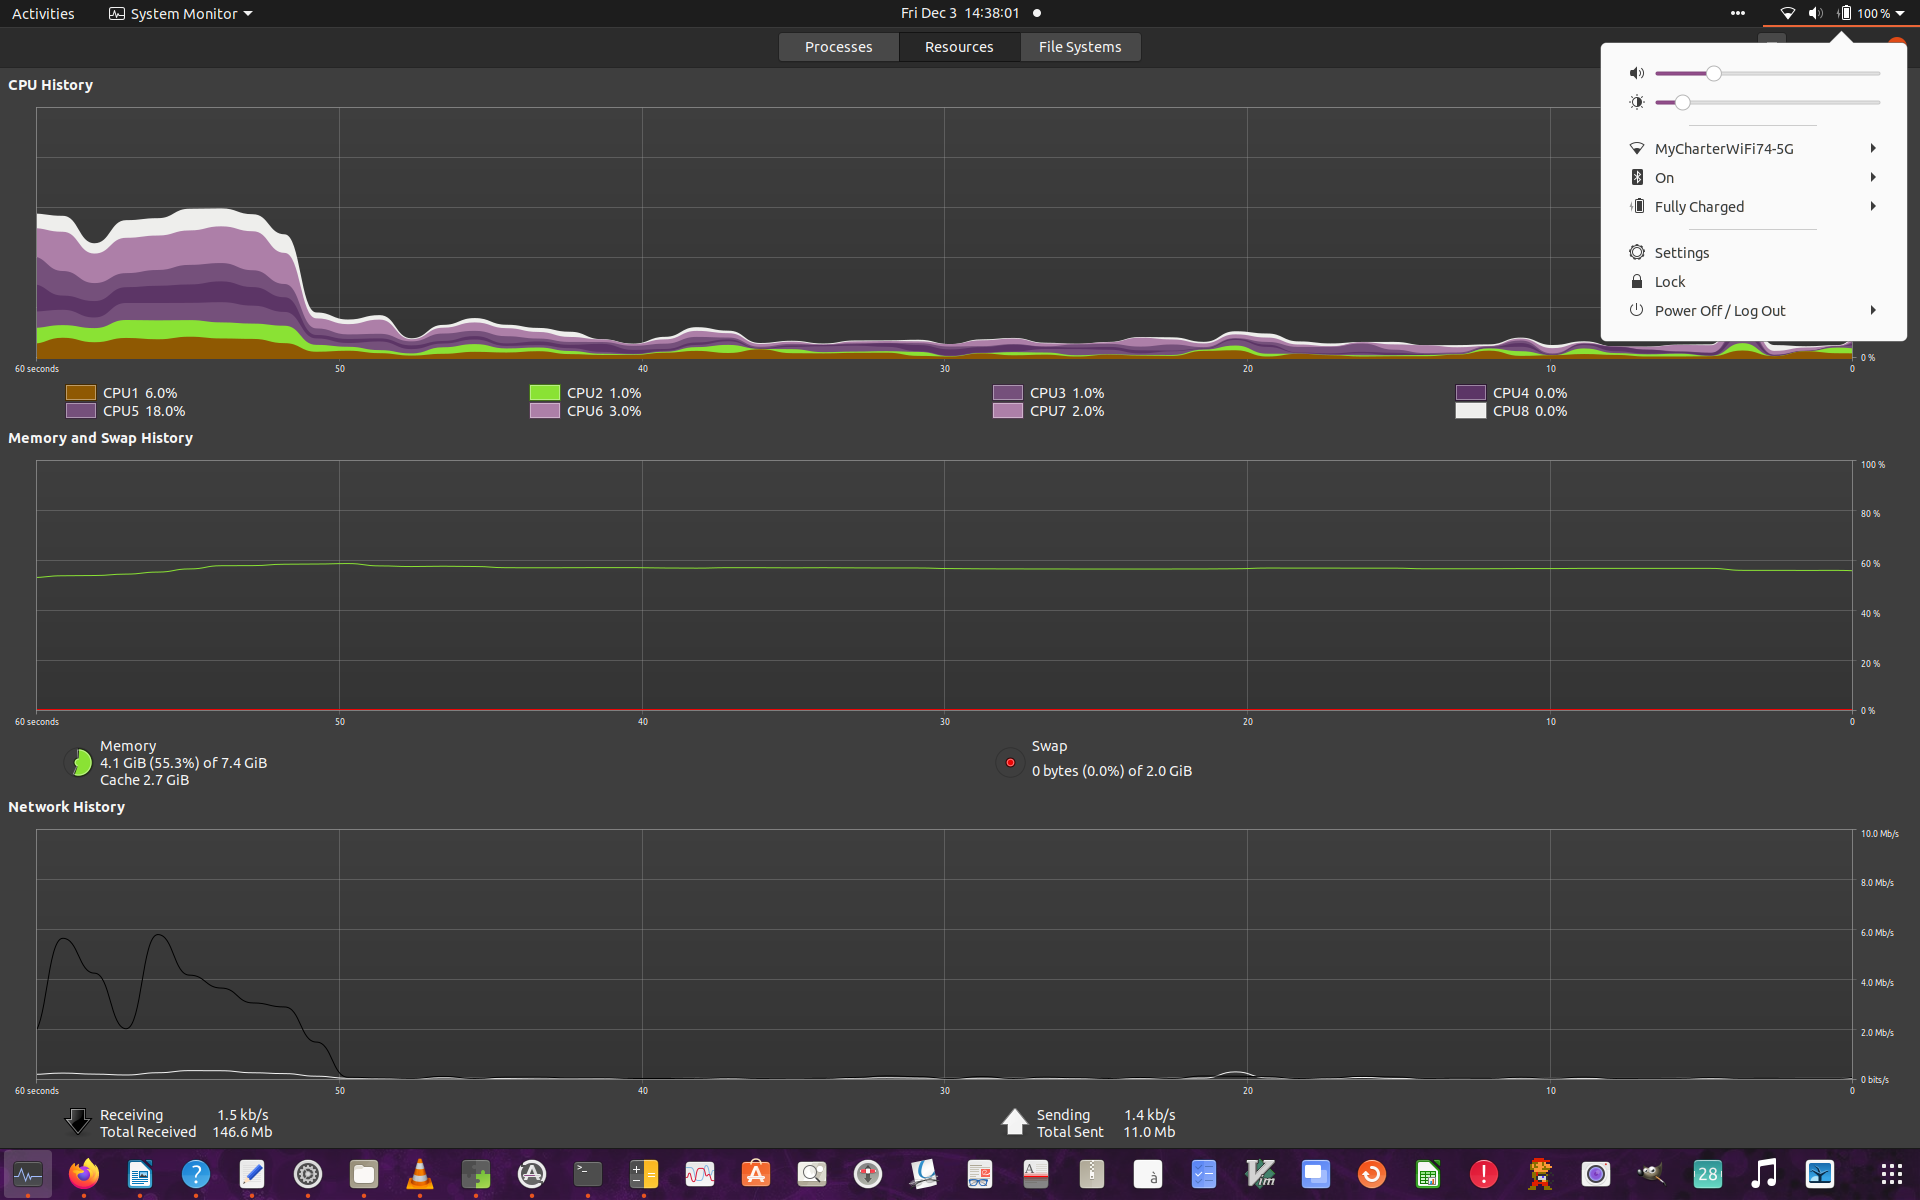 Activities System Monitor Fri Dec 3 14:38:01 100 %
Processes Resources File Systems
CPU History
MyCharterWiFi74-5G
On
Fully Charged
Settings
Lock
Power Off / Log Out
0 %
60 seconds 50 40 30 20 10 0
CPU1 6.0% CPU2 1.0% CPU3 1.0% CPU4 0.0%
CPU5 18.0% CPU6 3.0% CPU7 2.0% CPU8 0.0%
Memory and Swap History
100 %
80 %
60 %
40 %
20 %
0 %
60 seconds 50 40 30 20 10 0
Memory
4.1 GiB (55.3%) of 7.4 GiB
Cache 2.7 GiB
Swap
0 bytes (0.0%) of 2.0 GiB
Network History
10.0 Mb/s
8.0 Mb/s
6.0 Mb/s
4.0 Mb/s
2.0 Mb/s
0 bits/s
60 seconds 50 40 30 20 10 0
Receiving 1.5 kb/s Sending 1.4 kb/s
Total Received 146.6 Mb Total Sent 11.0 Mb
? >_ A à Vim ! 28